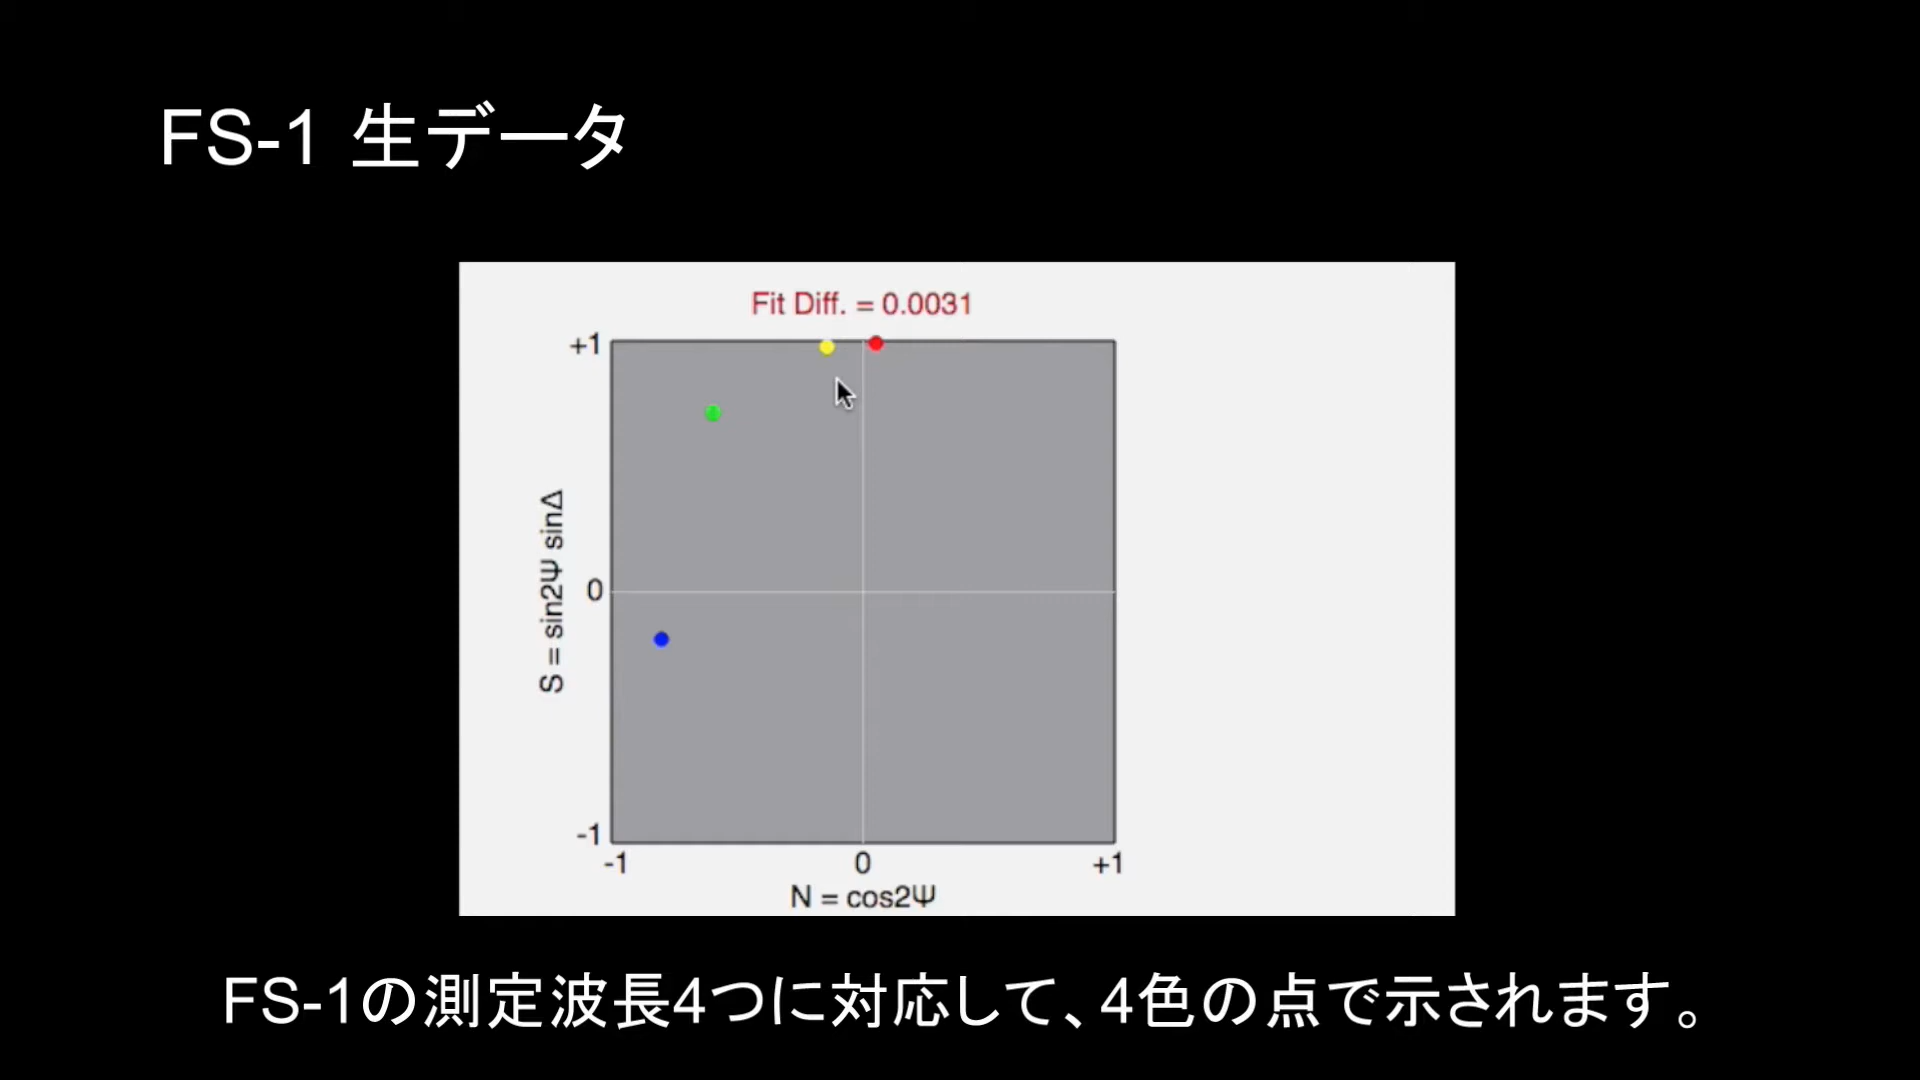 FS-1 生データ
Fit Diff. = 0.0031
+1
S = sin2Ψ sinΔ
0
-1
-1 0 +1
N = cos2Ψ
FS-1の測定波長4つに対応して、4色の点で示されます。